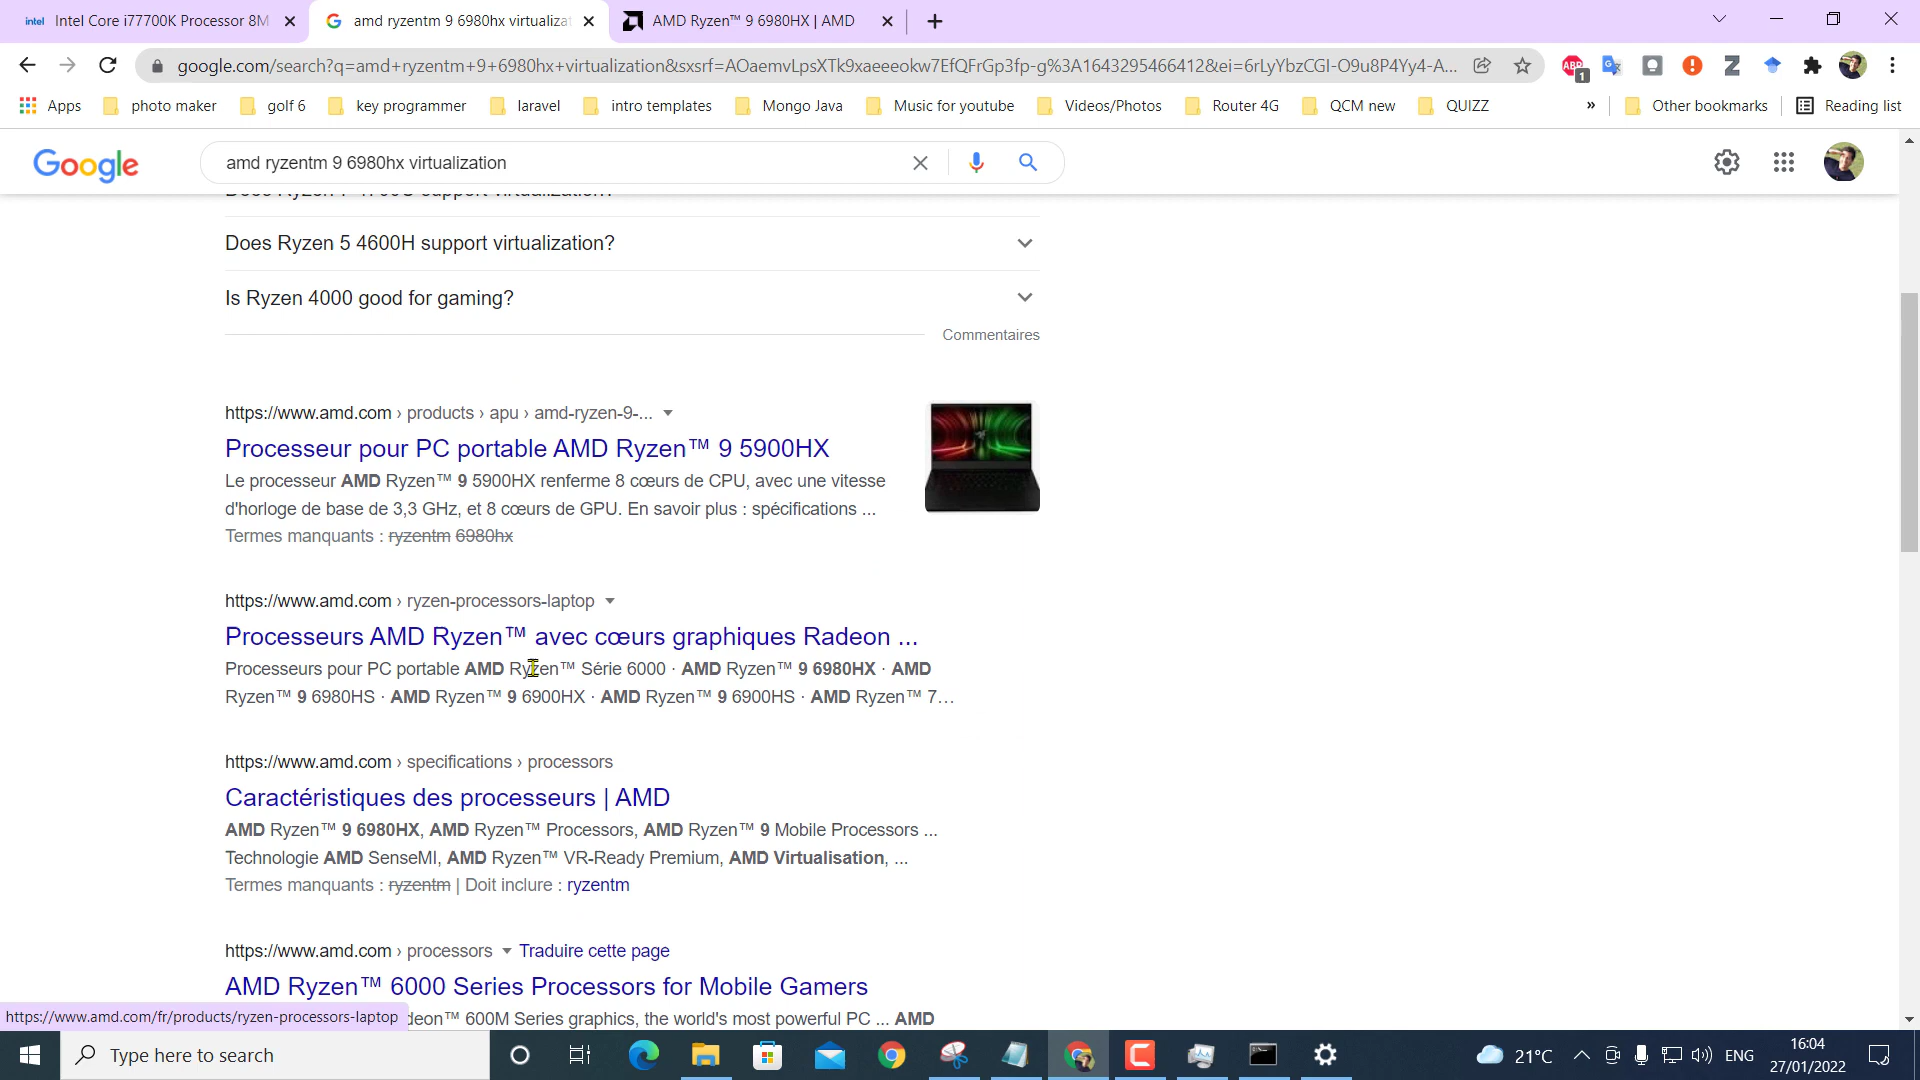 intel Intel Core i77700K Processor 8M
amd ryzentm 9 6980hx virtualizat
AMD Ryzen™ 9 6980HX | AMD
google.com/search?q=amd+ryzentm+9+6980hx+virtualization&sxsrf=AOaemvLpsXTk9xaeeeokw7EfQFrGp3fp-g%3A1643295466412&ei=6rLyYbzCGI-O9u8P4Yy4-A...
ABP 1
Apps photo maker golf 6 key programmer laravel intro templates Mongo Java Music for youtube Videos/Photos Router 4G QCM new QUIZZ » Other bookmarks Reading list
Google
amd ryzentm 9 6980hx virtualization
Does Ryzen 5 4600H support virtualization?
Is Ryzen 4000 good for gaming?
Commentaires
https://www.amd.com › products › apu › amd-ryzen-9-...
Processeur pour PC portable AMD Ryzen™ 9 5900HX
Le processeur AMD Ryzen™ 9 5900HX renferme 8 cœurs de CPU, avec une vitesse
d'horloge de base de 3,3 GHz, et 8 cœurs de GPU. En savoir plus : spécifications ...
Termes manquants : ryzentm 6980hx
https://www.amd.com › ryzen-processors-laptop
Processeurs AMD Ryzen™ avec cœurs graphiques Radeon ...
Processeurs pour PC portable AMD Ryzen™ Série 6000 · AMD Ryzen™ 9 6980HX · AMD
Ryzen™ 9 6980HS · AMD Ryzen™ 9 6900HX · AMD Ryzen™ 9 6900HS · AMD Ryzen™ 7...
https://www.amd.com › specifications › processors
Caractéristiques des processeurs | AMD
AMD Ryzen™ 9 6980HX, AMD Ryzen™ Processors, AMD Ryzen™ 9 Mobile Processors ...
Technologie AMD SenseMI, AMD Ryzen™ VR-Ready Premium, AMD Virtualisation, ...
Termes manquants : ryzentm | Doit inclure : ryzentm
https://www.amd.com › processors Traduire cette page
AMD Ryzen™ 6000 Series Processors for Mobile Gamers
https://www.amd.com/fr/products/ryzen-processors-laptop
deon™ 600M Series graphics, the world's most powerful PC ... AMD
Type here to search
21°C
ENG
16:04
27/01/2022